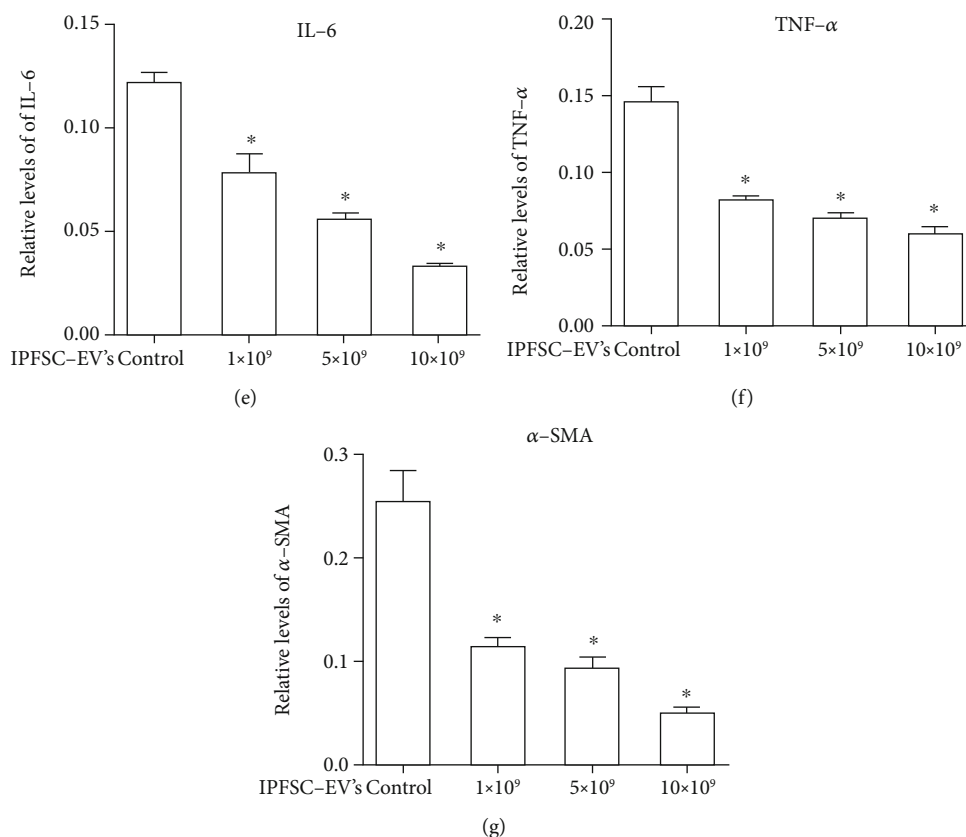 IL–6
Relative levels of of IL–6
0.15
0.10
0.05
0.00
*
*
*
IPFSC–EV's Control 1×10⁹ 5×10⁹ 10×10⁹
(e)
TNF–α
Relative levels of TNF–α
0.20
0.15
0.10
0.05
0.00
*
*
*
IPFSC–EV's Control 1×10⁹ 5×10⁹ 10×10⁹
(f)
α–SMA
Relative levels of α–SMA
0.3
0.2
0.1
0.0
*
*
*
IPFSC–EV's Control 1×10⁹ 5×10⁹ 10×10⁹
(g)